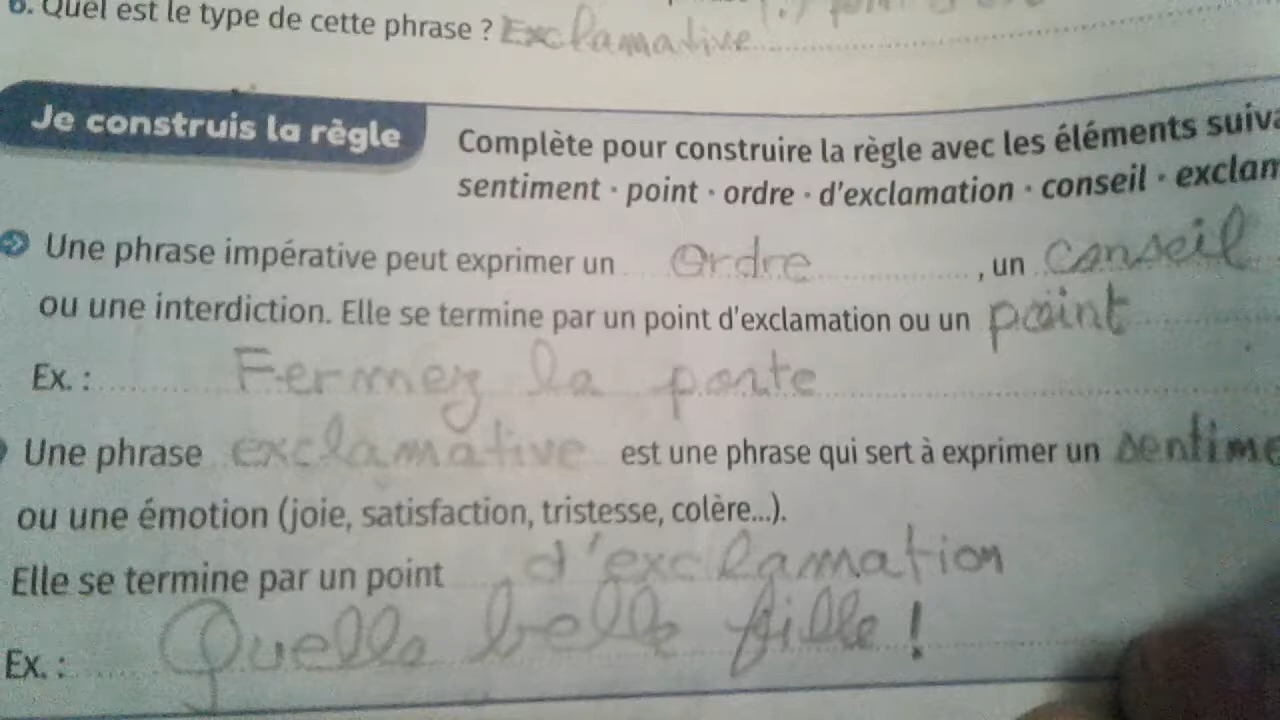 6. Quel est le type de cette phrase ? Exclamative
Je construis la règle
Complète pour construire la règle avec les éléments suiva
sentiment · point · ordre · d'exclamation · conseil · exclam
Une phrase impérative peut exprimer un ordre , un conseil
ou une interdiction. Elle se termine par un point d'exclamation ou un point
Ex. : Fermez la porte
Une phrase exclamative est une phrase qui sert à exprimer un sentime
ou une émotion (joie, satisfaction, tristesse, colère...).
Elle se termine par un point d'exclamation
Ex. : Quelle belle fille !